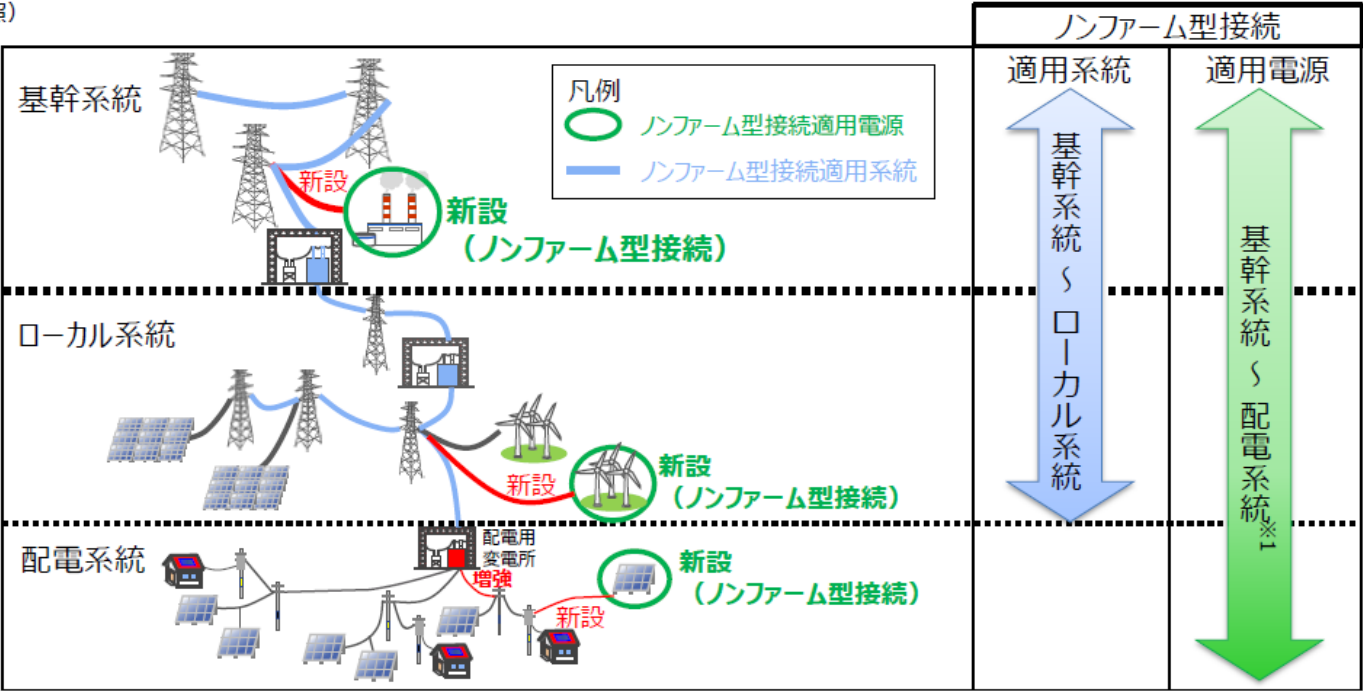 照)
ノンファーム型接続
適用系統
適用電源
基幹系統
凡例
ノンファーム型接続適用電源
ノンファーム型接続適用系統
新設
新設
(ノンファーム型接続)
ローカル系統
新設
新設
(ノンファーム型接続)
配電系統
配電用
変電所
増強
新設
新設
(ノンファーム型接続)
基幹系統~ローカル系統
基幹系統~配電系統※1